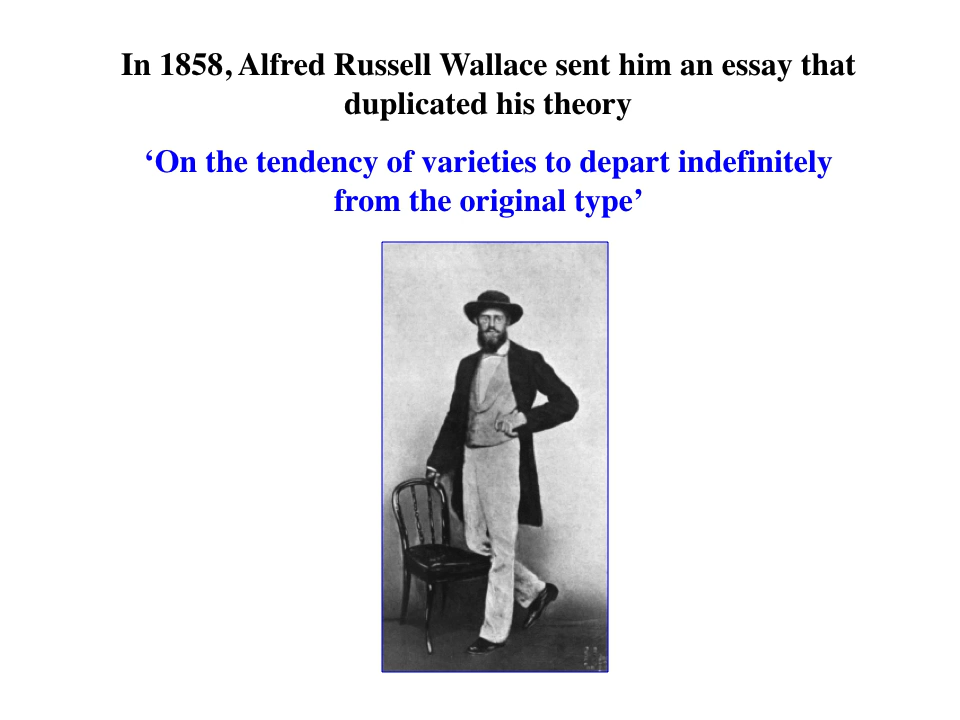 In 1858, Alfred Russell Wallace sent him an essay that
duplicated his theory
‘On the tendency of varieties to depart indefinitely
from the original type’